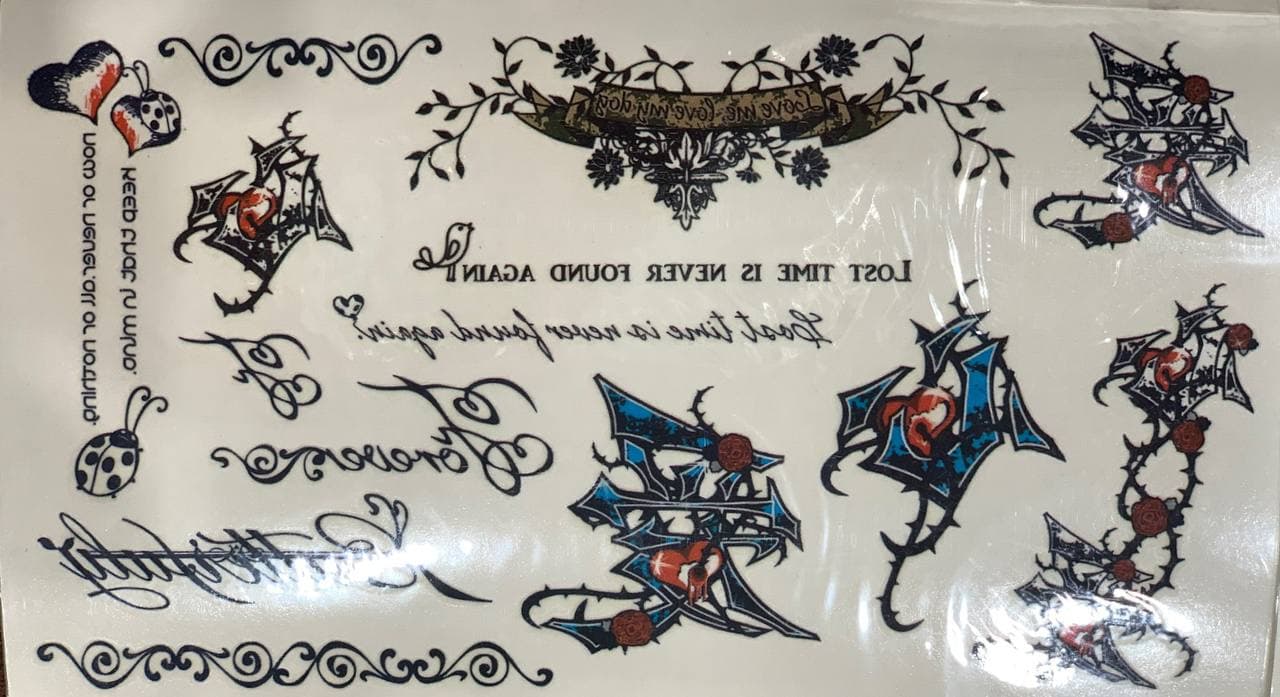 Love me love my dog
LOST TIME IS NEVER FOUND AGAIN
Lost time is never found again.
now or never.all or nothing.
KEEP that in mind.
F
Forever